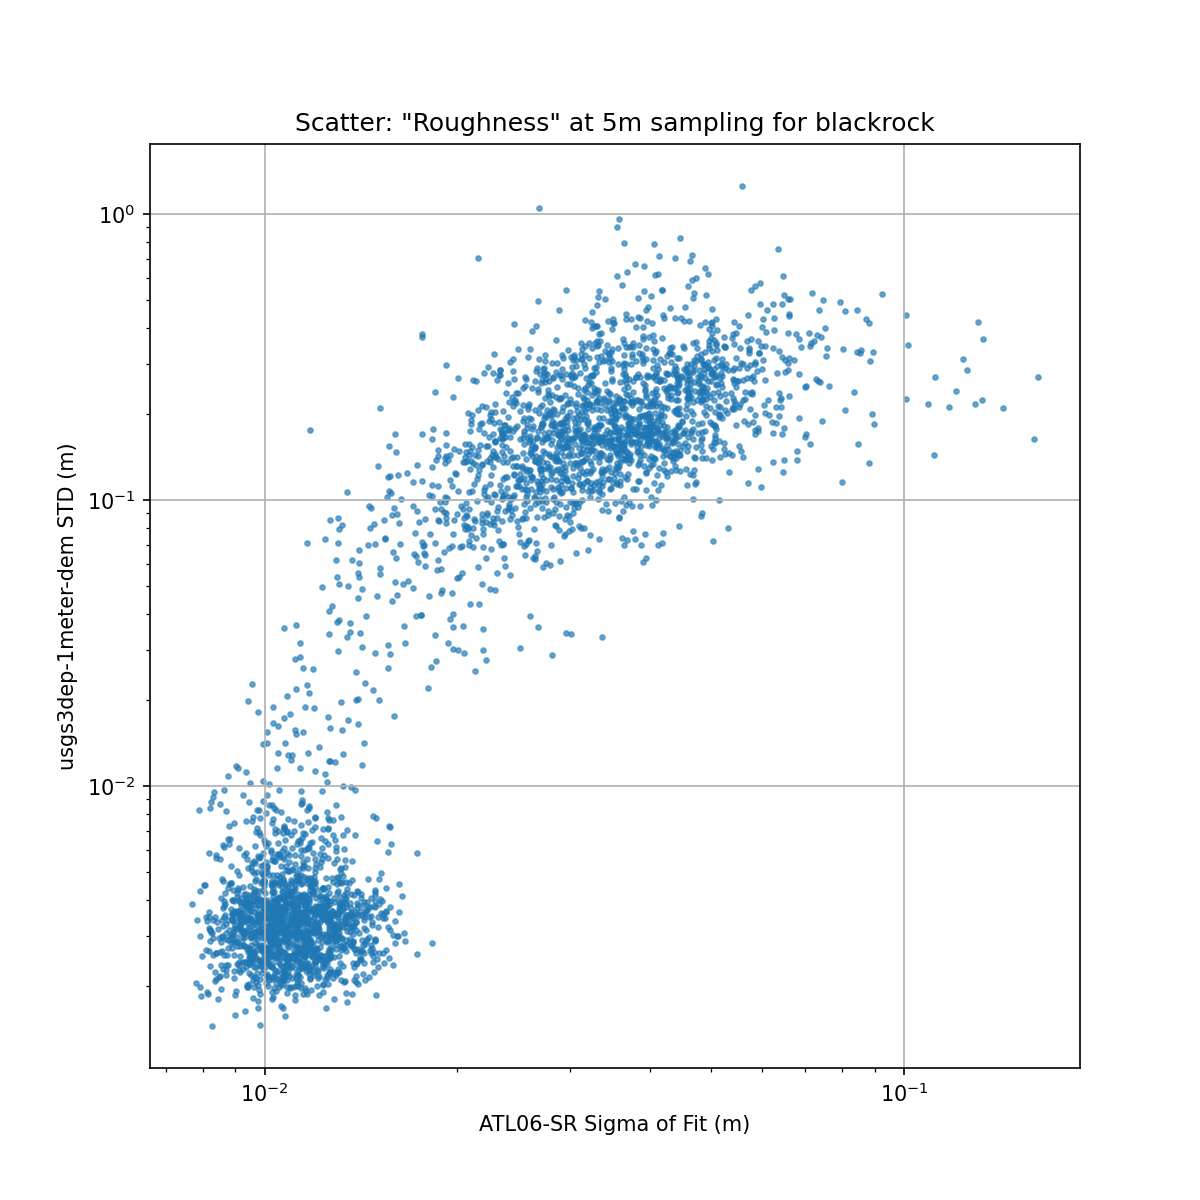 Scatter: "Roughness" at 5m sampling for blackrock
usgs3dep-1meter-dem STD (m)
10⁰
10⁻¹
10⁻²
10⁻² 10⁻¹
ATL06-SR Sigma of Fit (m)